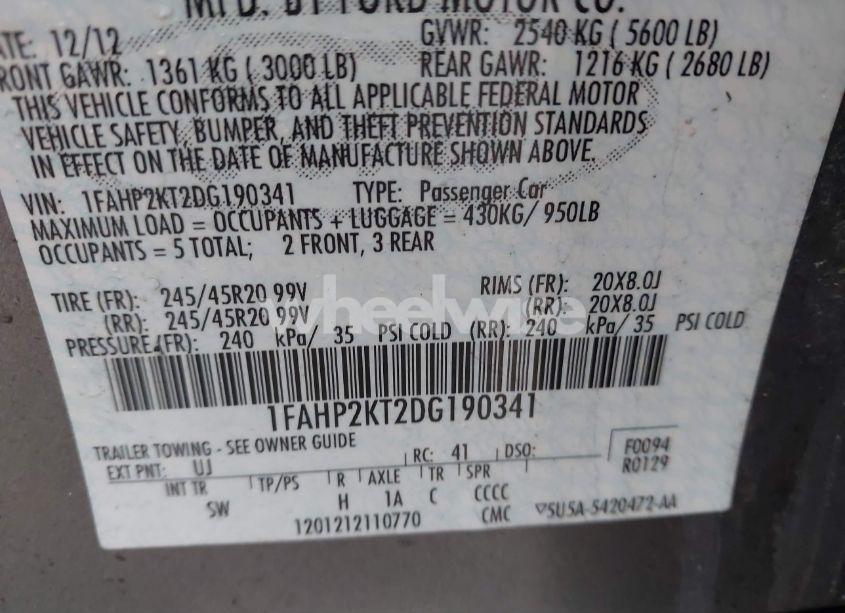 MFD. BY FORD MOTOR CO.
DATE: 12/12 GVWR: 2540 KG ( 5600 LB)
FRONT GAWR: 1361 KG ( 3000 LB) REAR GAWR: 1216 KG ( 2680 LB)
THIS VEHICLE CONFORMS TO ALL APPLICABLE FEDERAL MOTOR
VEHICLE SAFETY, BUMPER, AND THEFT PREVENTION STANDARDS
IN EFFECT ON THE DATE OF MANUFACTURE SHOWN ABOVE.
VIN: 1FAHP2KT2DG190341 TYPE: Passenger Car
MAXIMUM LOAD = OCCUPANTS + LUGGAGE = 430KG/ 950LB
OCCUPANTS = 5 TOTAL; 2 FRONT, 3 REAR
TIRE (FR): 245/45R20 99V RIMS (FR): 20X8.0J
(RR): 245/45R20 99V (RR): 20X8.0J
wheelwise
PRESSURE(FR): 240 kPa/ 35 PSI COLD (RR): 240 kPa/ 35 PSI COLD
1FAHP2KT2DG190341
TRAILER TOWING - SEE OWNER GUIDE
EXT PNT: UJ RC: 41 DSO: F0094
R0129
INT TR TP/PS R AXLE TR SPR
SW H 1A C CCCC
1201212110770 CMC ▽5U5A-5420472-AA